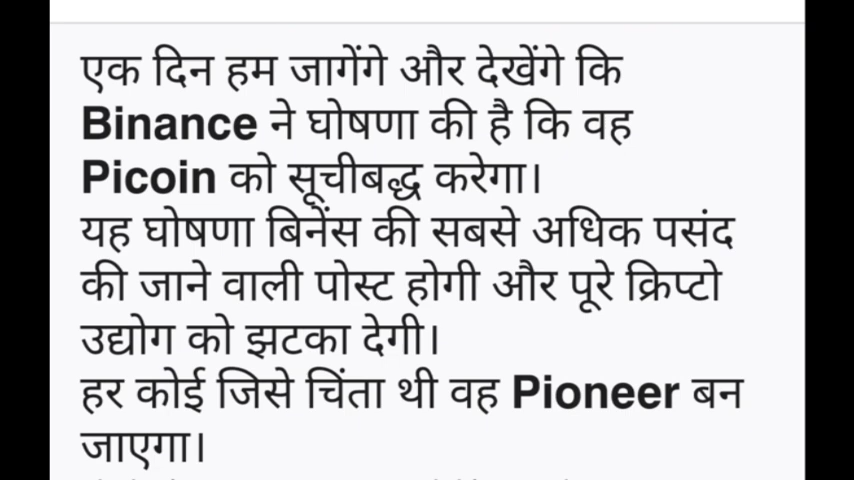 एक दिन हम जागेंगे और देखेंगे कि
Binance ने घोषणा की है कि वह
Picoin को सूचीबद्ध करेगा।
यह घोषणा बिनेंस की सबसे अधिक पसंद
की जाने वाली पोस्ट होगी और पूरे क्रिप्टो
उद्योग को झटका देगी।
हर कोई जिसे चिंता थी वह Pioneer बन
जाएगा।